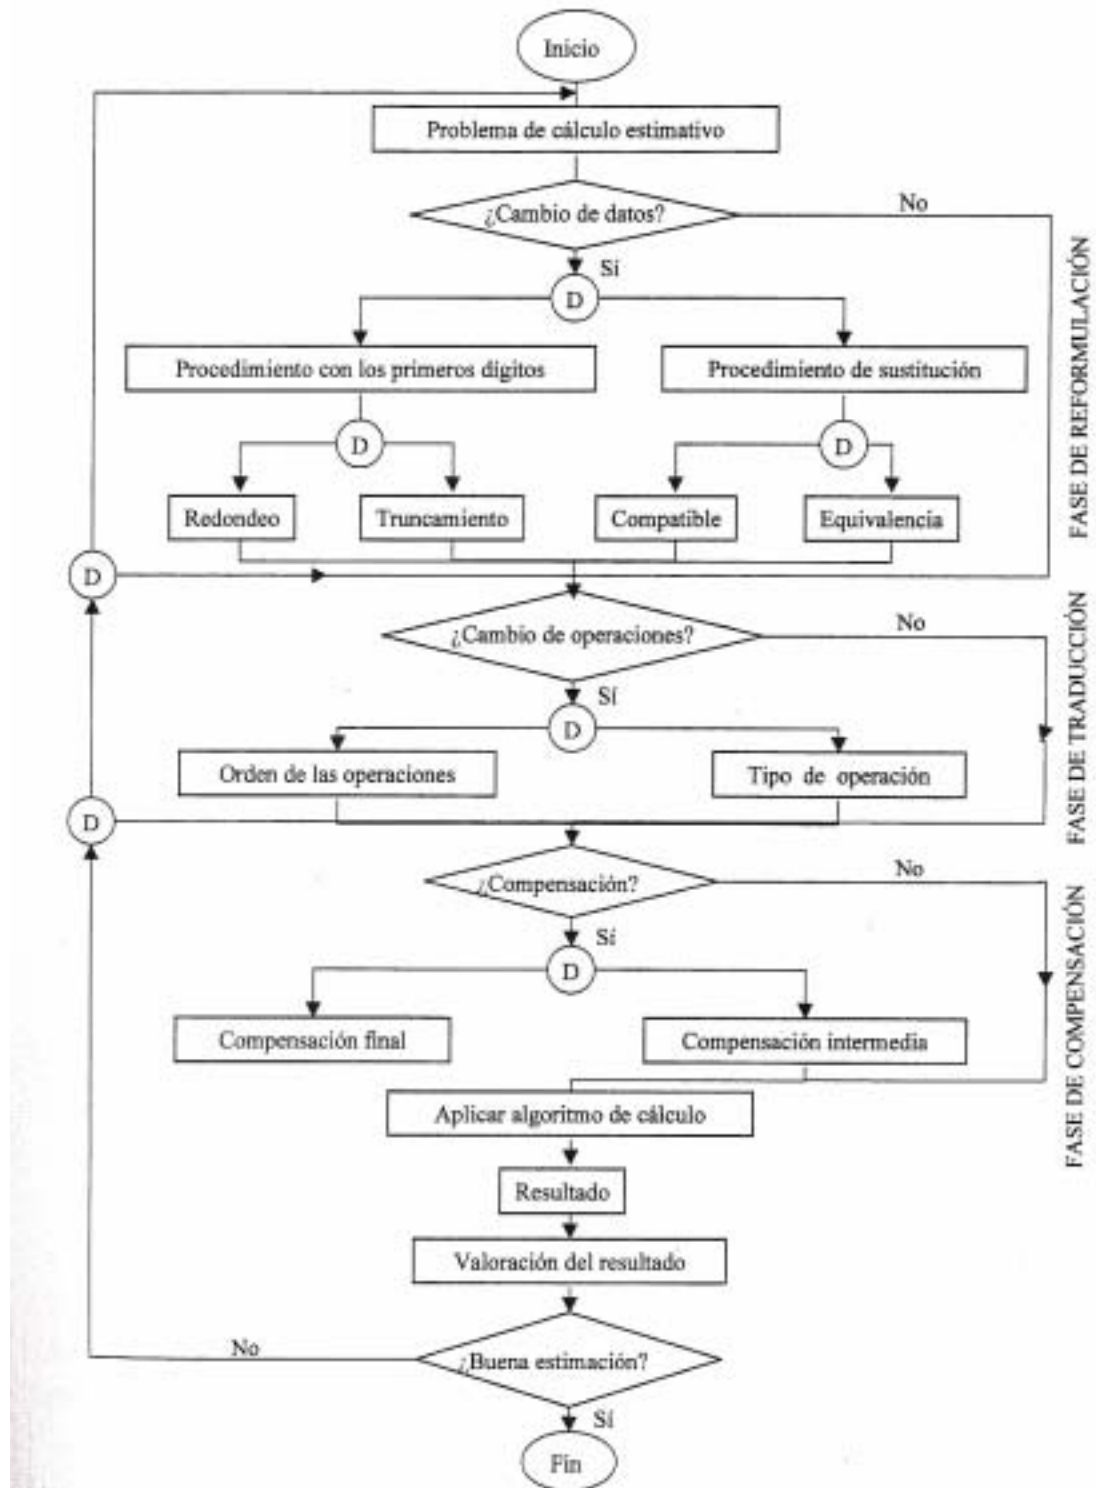 Inicio
Problema de cálculo estimativo
¿Cambio de datos?
No
Sí
D
Procedimiento con los primeros dígitos
Procedimiento de sustitución
D
D
Redondeo
Truncamiento
Compatible
Equivalencia
FASE DE REFORMULACIÓN
D
¿Cambio de operaciones?
No
Sí
D
Orden de las operaciones
Tipo de operación
FASE DE TRADUCCIÓN
D
¿Compensación?
No
Sí
D
Compensación final
Compensación intermedia
FASE DE COMPENSACIÓN
Aplicar algoritmo de cálculo
Resultado
Valoración del resultado
¿Buena estimación?
No
Sí
Fin